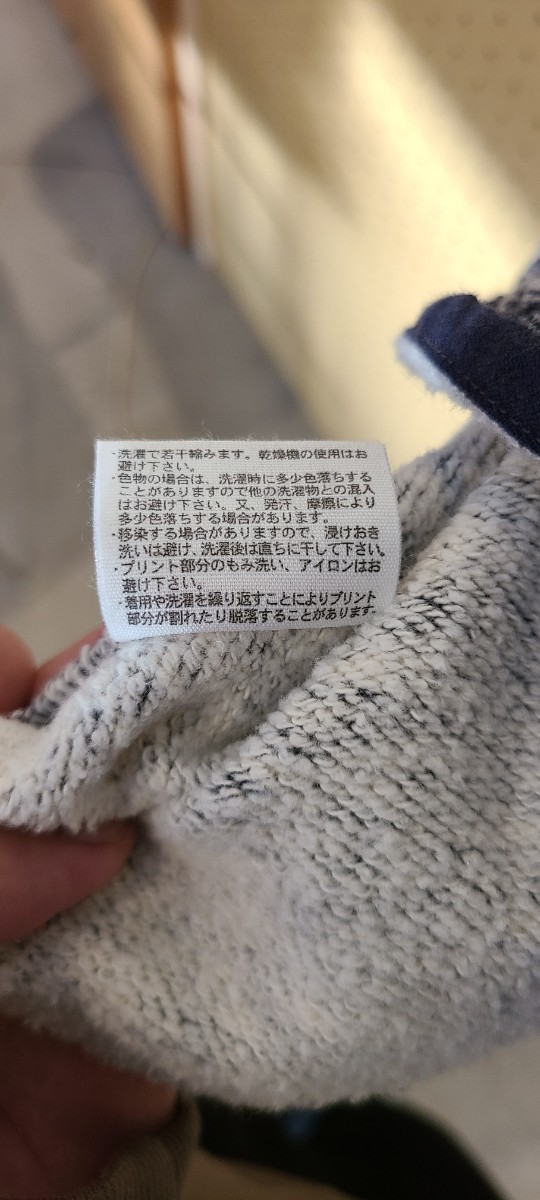 ・洗濯で若干縮みます。乾燥機の使用はお
避け下さい。
・色物の場合は、洗濯時に多少色落ちする
ことがありますので他の洗濯物との混入
はお避け下さい。又、発汗、摩擦により
多少色落ちする場合があります。
・移染する場合がありますので、浸けおき
洗いは避け、洗濯後は直ちに干して下さい。
・プリント部分のもみ洗い、アイロンはお
避け下さい。
・着用や洗濯を繰り返すことによりプリント
部分が割れたり脱落することがあります。